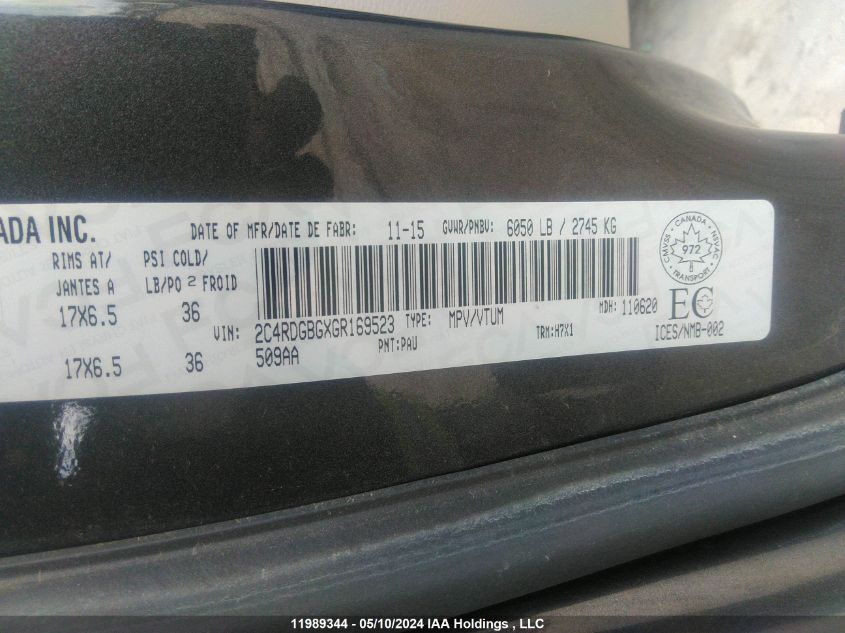 ADA INC.
DATE OF MFR/DATE DE FABR: 11-15 GVWR/PNBV: 6050 LB / 2745 KG
RIMS AT/ PSI COLD/
JANTES A LB/PO 2 FROID
17X6.5 36
17X6.5 36
VIN: 2C4RDGBGXGR169523 TYPE: MPV/VTUM MDH: 110620
509AA PNT:PAU TRM:H7X1
CANADA
CMVSS 972 NSVAC
TRANSPORT
EC
ICES/NMB-002
11989344 - 05/10/2024 IAA Holdings , LLC